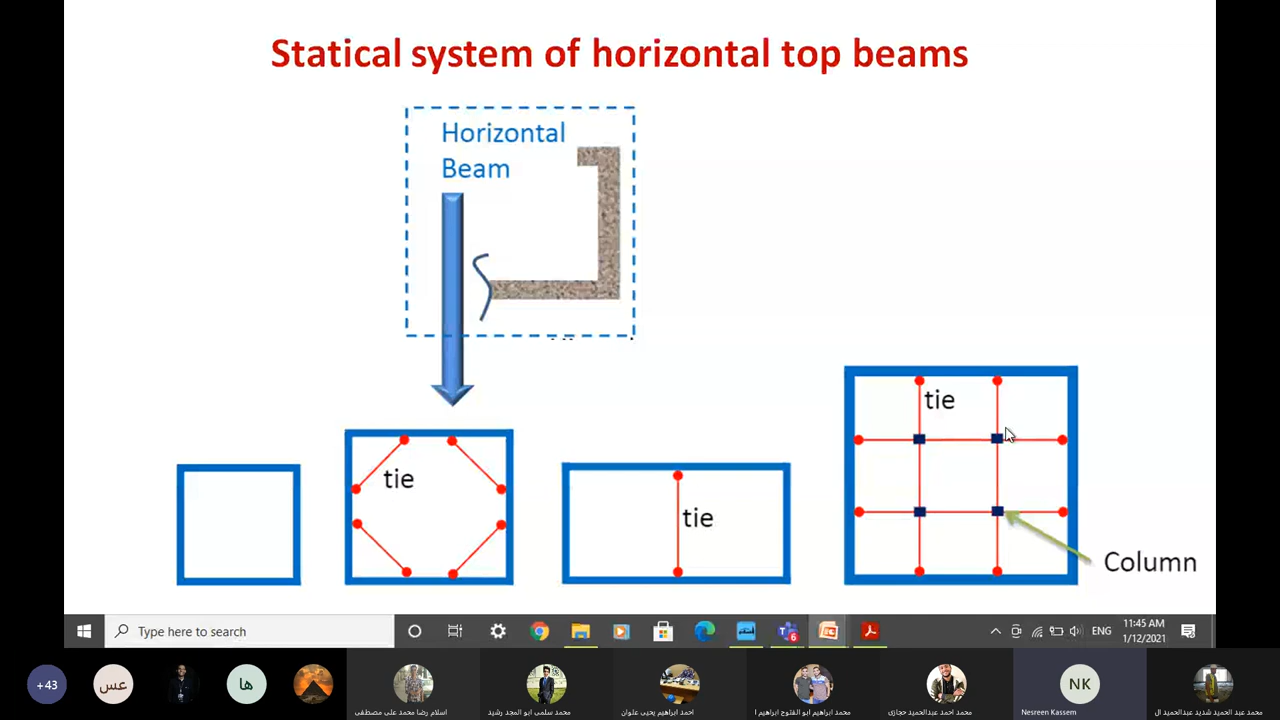 Statical system of horizontal top beams
Horizontal
Beam
tie
tie
tie
Column
Type here to search
ENG
11:45 AM
1/12/2021
6
+43
عس
ها
اسلام رضا محمد على مصطفى
محمد سلمى ابو المجد رشيد
احمد ابراهيم يحيى علوان
محمد ابراهيم ابو الفتوح ابراهيم ا
محمد احمد عبدالحميد حجازى
NK
Nesreen Kassem
محمد عبد الحميد شديد عبدالحميد ال